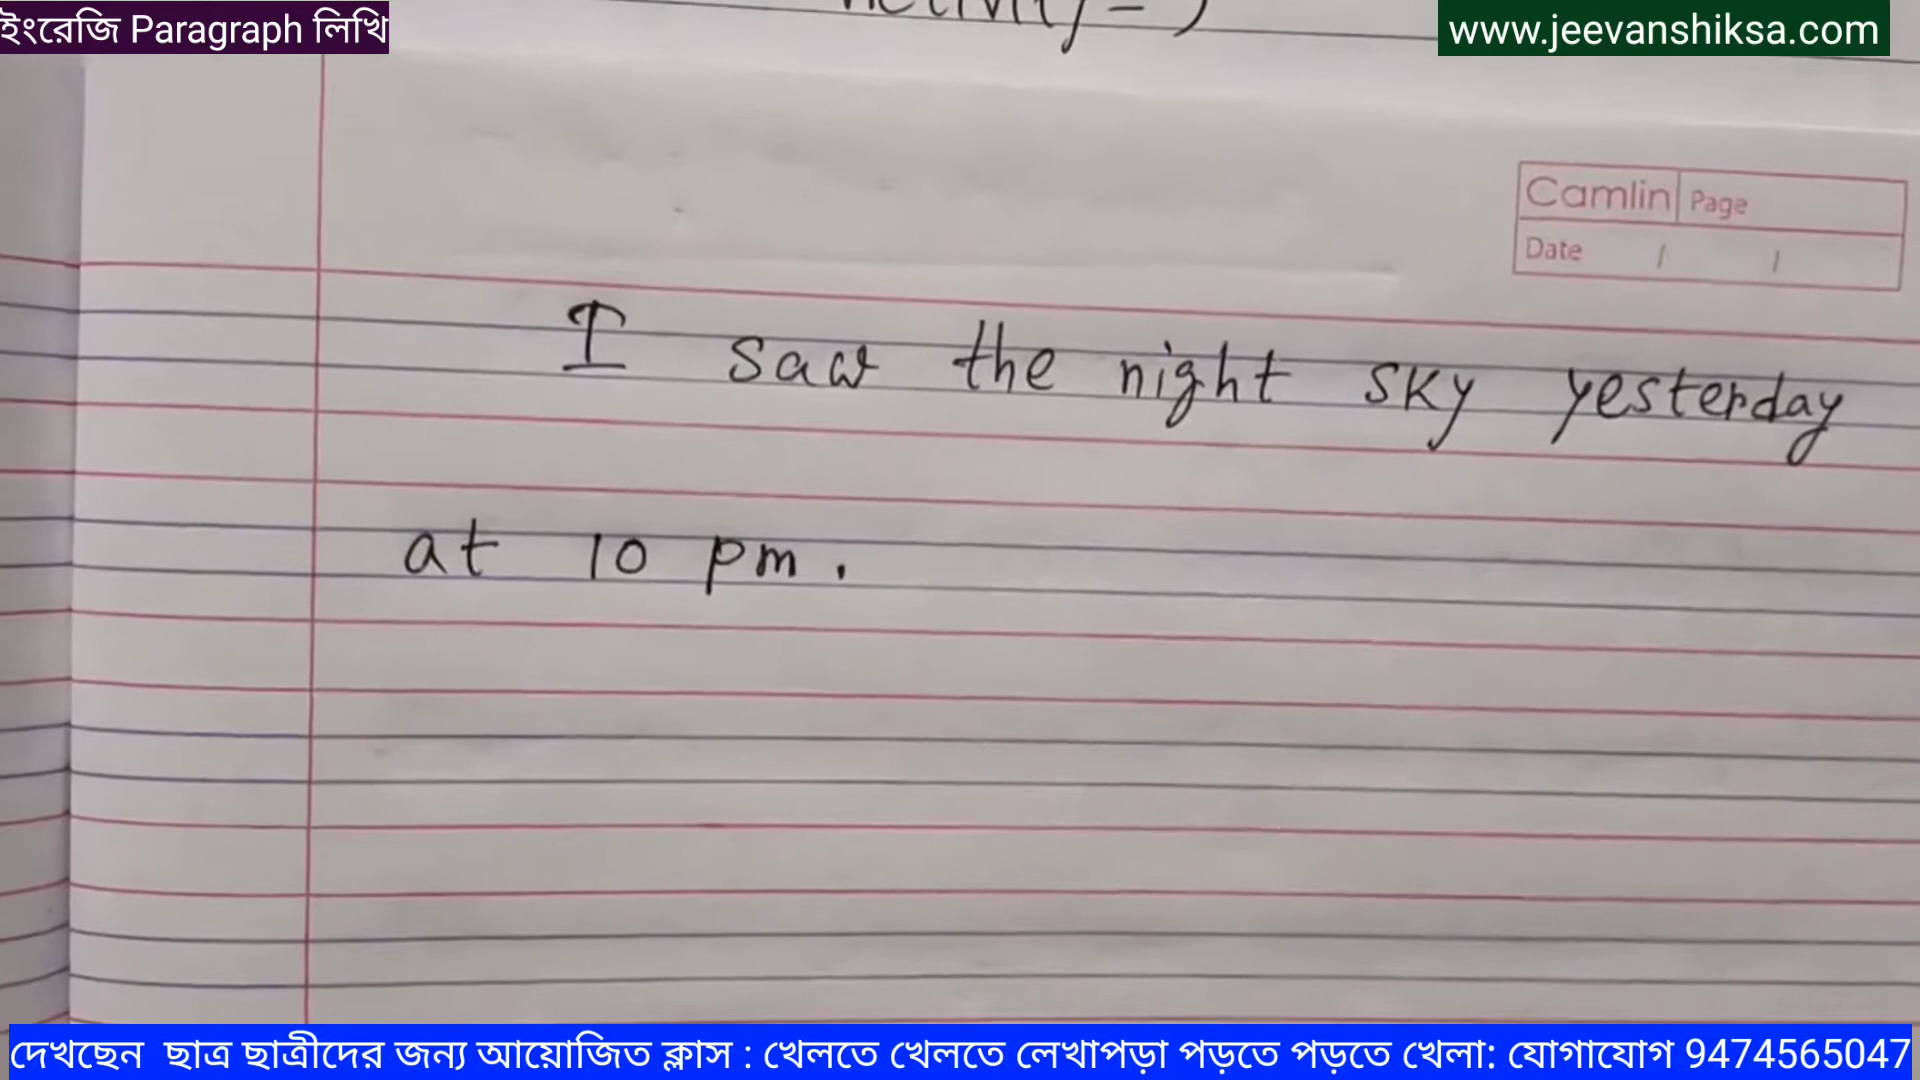 ইংরেজি Paragraph লিখি
www.jeevanshiksa.com
Camlin Page
Date / /
I saw the night sky yesterday
at 10 pm.
দেখছেন ছাত্র ছাত্রীদের জন্য আয়োজিত ক্লাস : খেলতে খেলতে লেখাপড়া পড়তে পড়তে খেলা: যোগাযোগ 9474565047